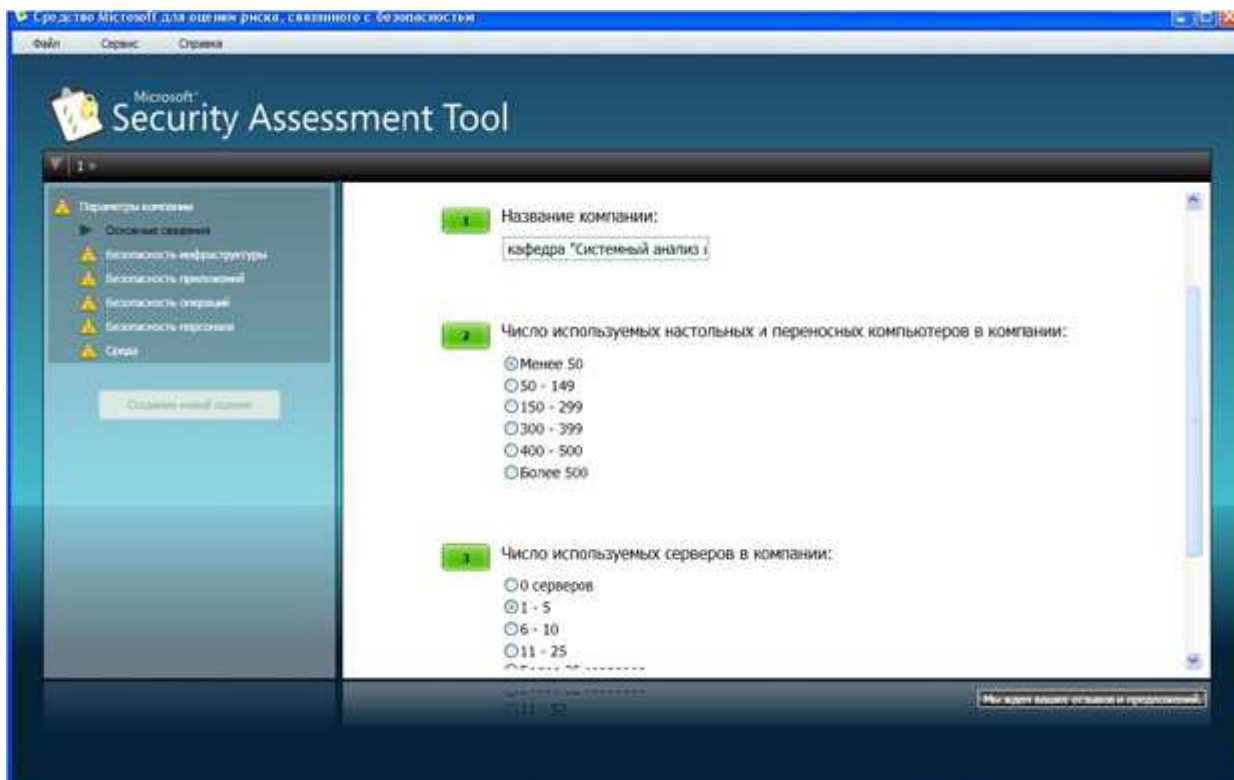 Средство Microsoft для оценки риска, связанного с безопасностью
Файл Сервис Справка
Microsoft
Security Assessment Tool
1
Параметры компании
Основные сведения
Безопасность инфраструктуры
Безопасность приложений
Безопасность операций
Безопасность персонала
Среда
Создание новой оценки
1 Название компании:
кафедра "Системный анализ и
2 Число используемых настольных и переносных компьютеров в компании:
Менее 50
50 - 149
150 - 299
300 - 399
400 - 500
Более 500
3 Число используемых серверов в компании:
0 серверов
1 - 5
6 - 10
11 - 25
Мы ждем ваших отзывов и предложений